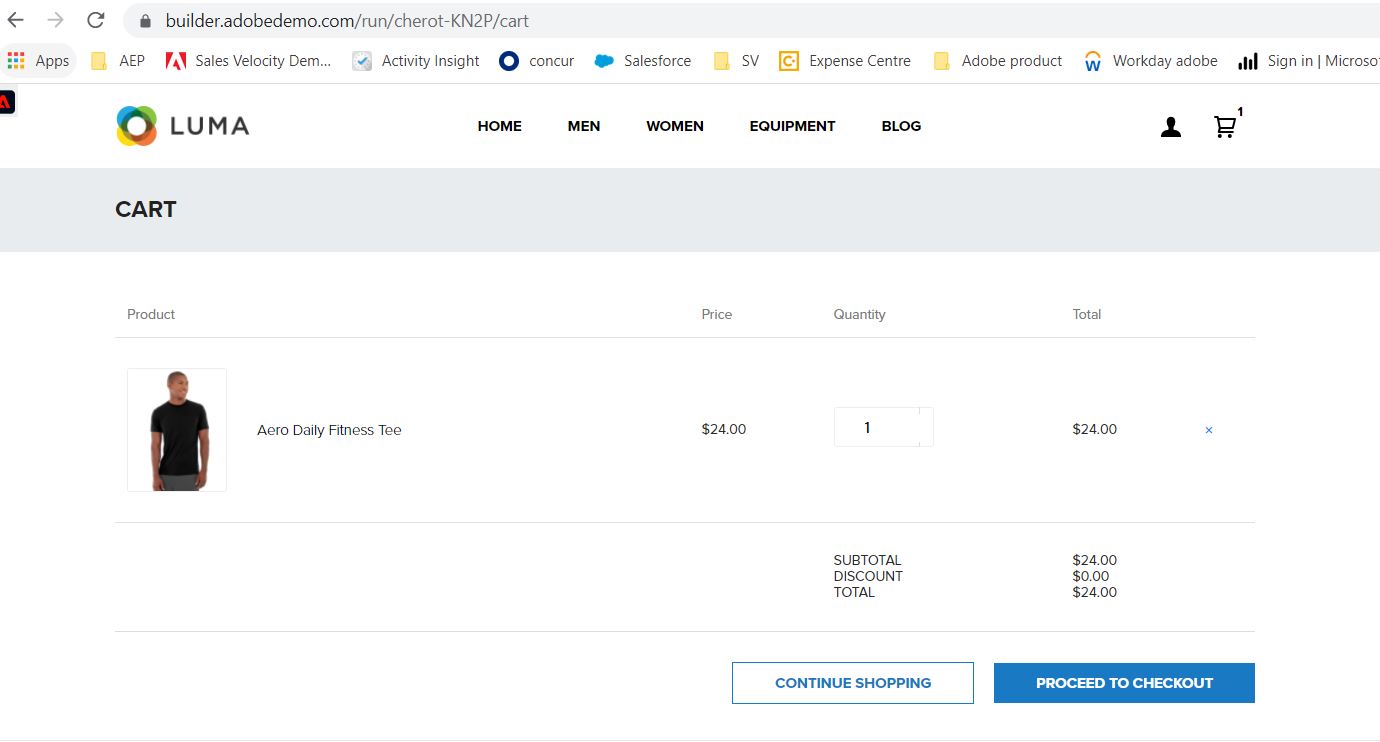 builder.adobedemo.com/run/cherot-KN2P/cart
Apps AEP Sales Velocity Dem... Activity Insight concur Salesforce SV Expense Centre Adobe product Workday adobe Sign in | Microso
LUMA HOME MEN WOMEN EQUIPMENT BLOG 1
CART
Product Price Quantity Total
Aero Daily Fitness Tee $24.00 1 $24.00 ×
SUBTOTAL $24.00
DISCOUNT $0.00
TOTAL $24.00
CONTINUE SHOPPING PROCEED TO CHECKOUT